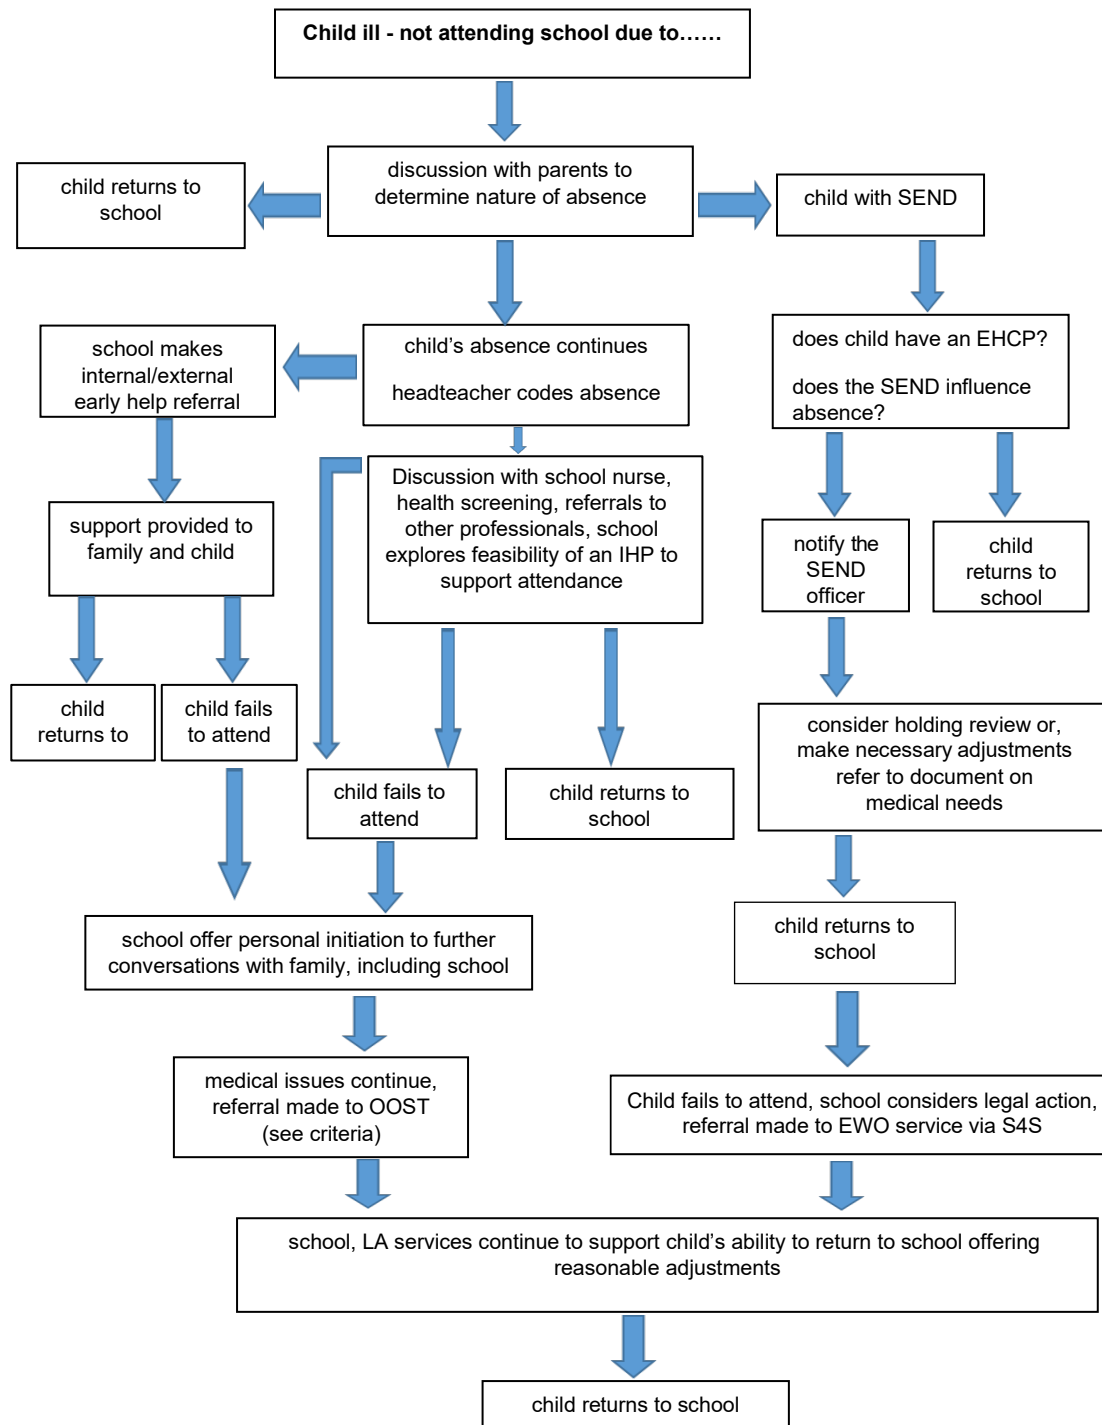 Child ill - not attending school due to……
discussion with parents to
determine nature of absence
child returns to
school
child with SEND
school makes
internal/external
early help referral
child’s absence continues
headteacher codes absence
does child have an EHCP?
does the SEND influence
absence?
support provided to
family and child
Discussion with school nurse,
health screening, referrals to
other professionals, school
explores feasibility of an IHP to
support attendance
notify the
SEND
officer
child
returns to
school
child
returns to
child fails
to attend
child fails to
attend
child returns to
school
consider holding review or,
make necessary adjustments
refer to document on
medical needs
school offer personal initiation to further
conversations with family, including school
child returns to
school
medical issues continue,
referral made to OOST
(see criteria)
Child fails to attend, school considers legal action,
referral made to EWO service via S4S
school, LA services continue to support child’s ability to return to school offering
reasonable adjustments
child returns to school